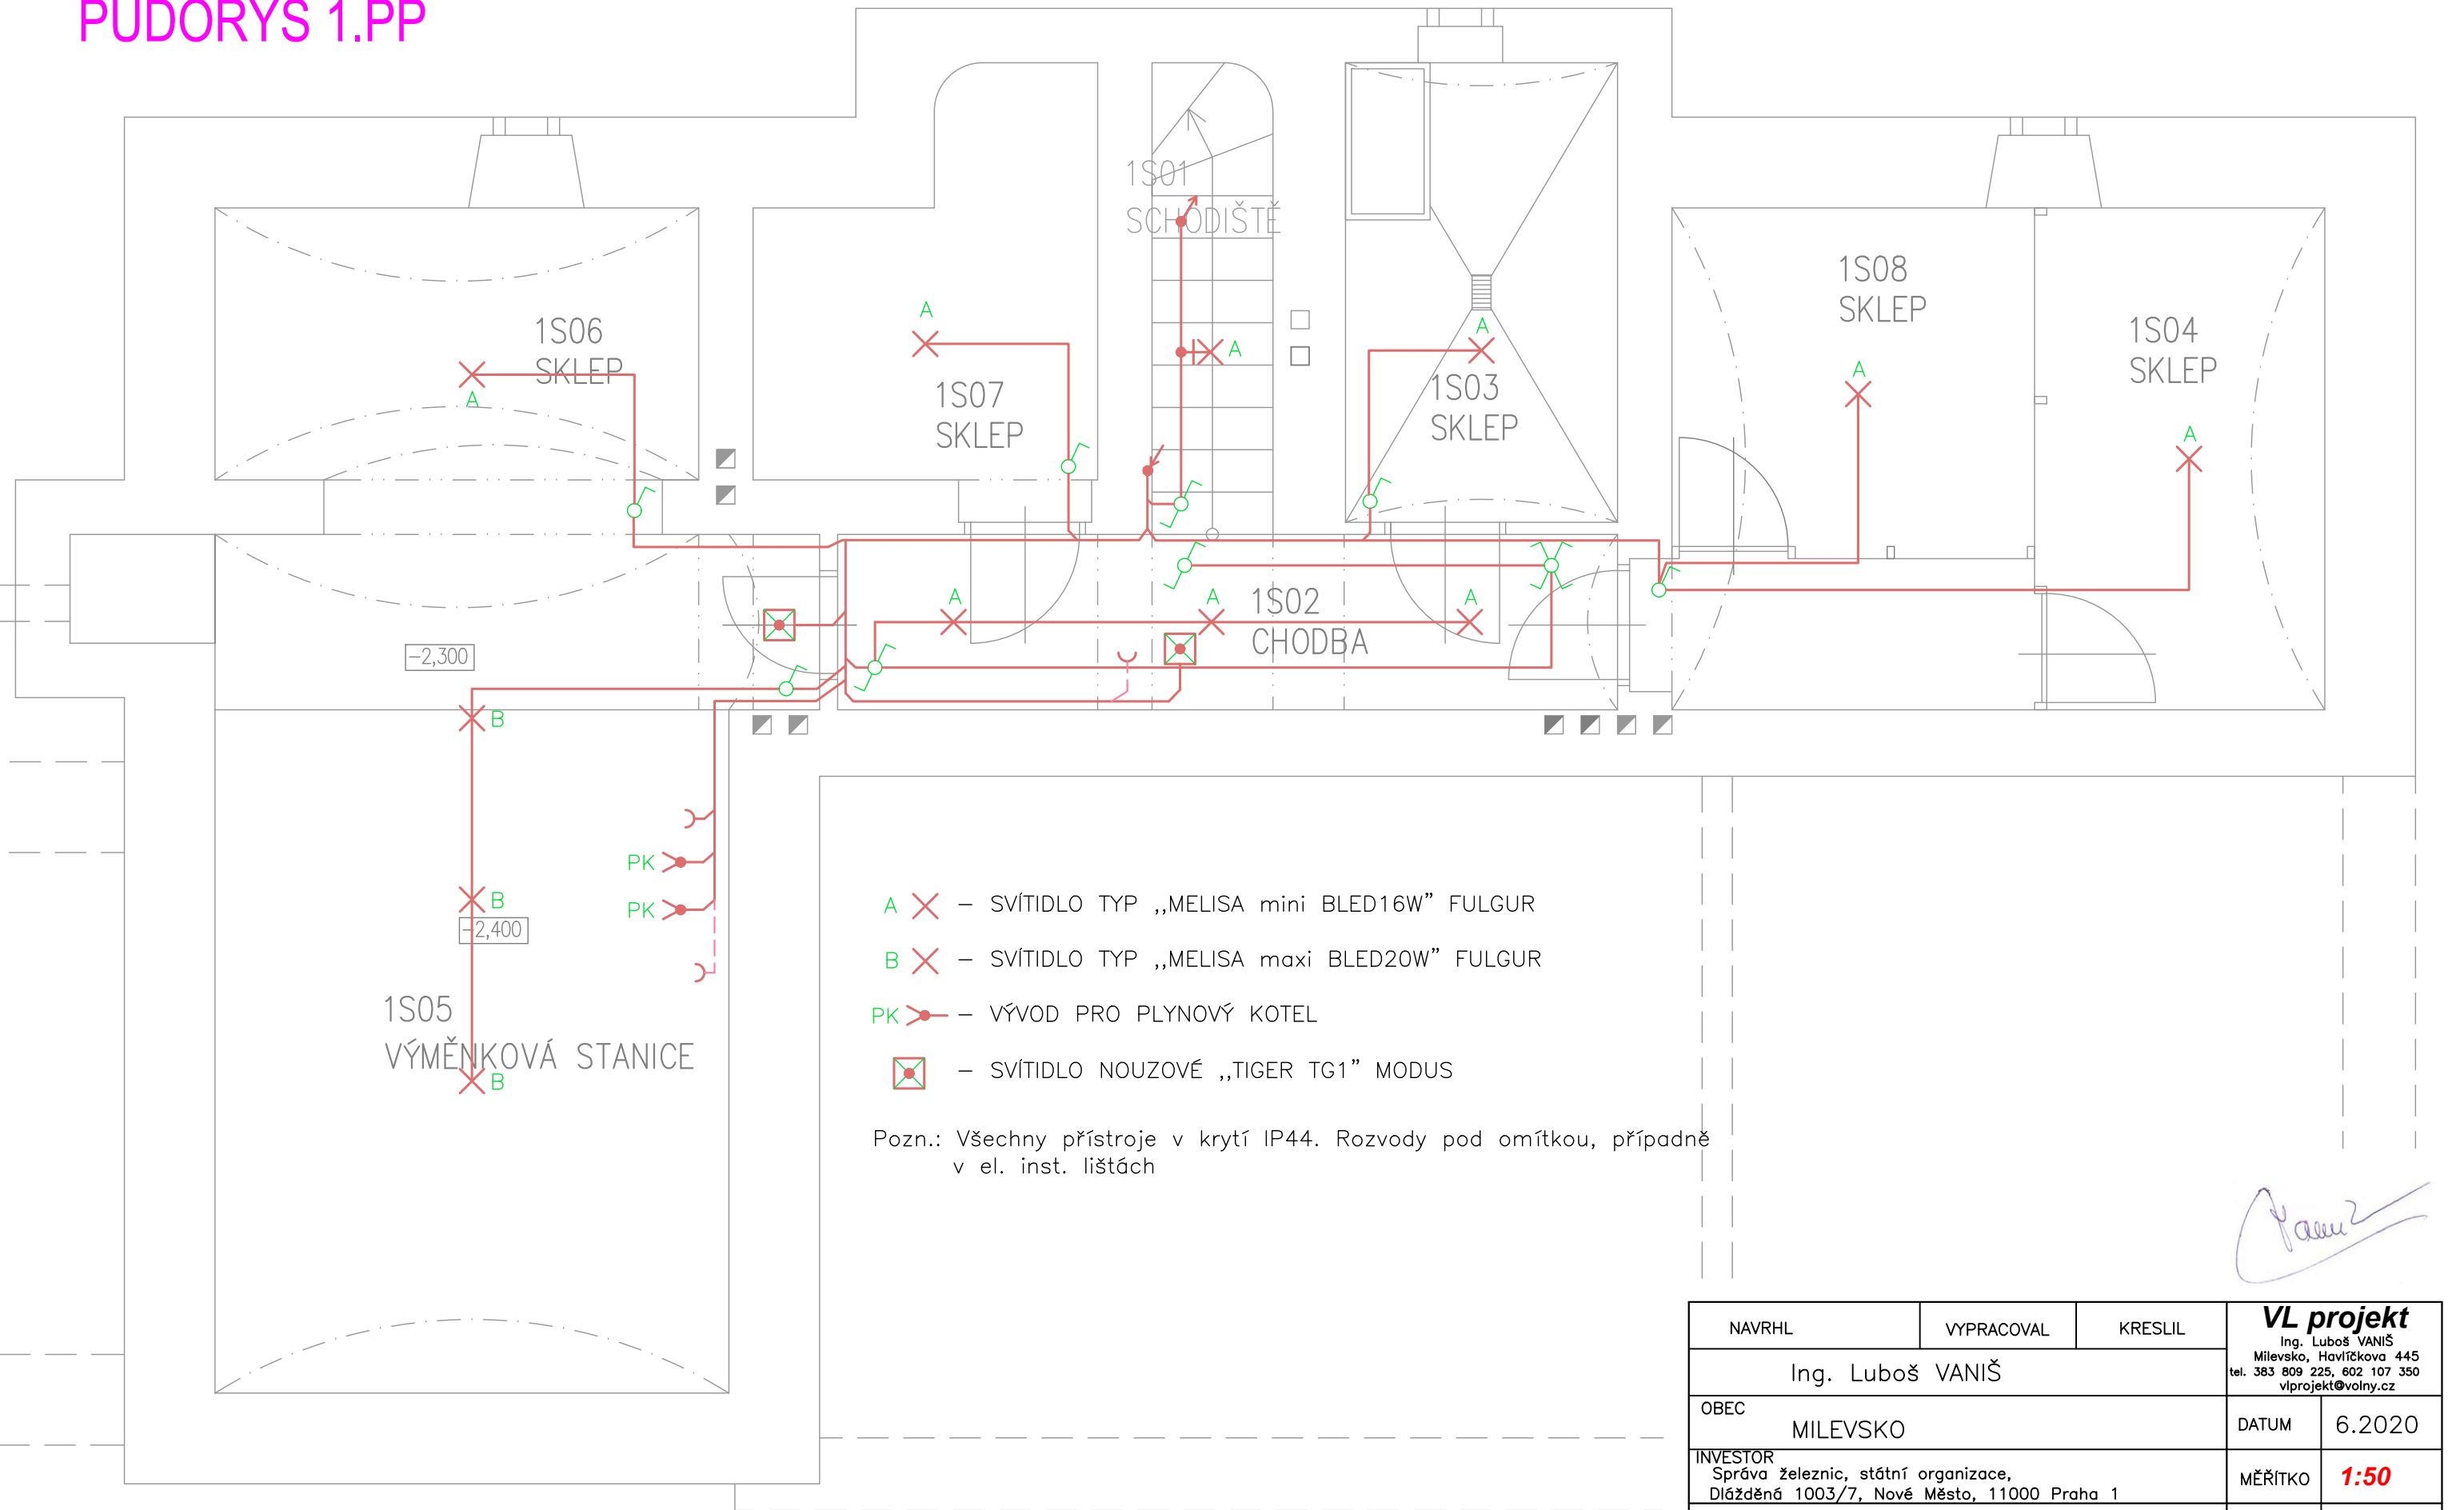 PŮDORYS 1.PP
1S01
SCHODIŠTĚ
1S06
SKLEP
A
A
1S07
SKLEP
A
A
1S03
SKLEP
1S08
SKLEP
A
1S04
SKLEP
A
-2,300
A
A
A
1S02
CHODBA
B
B
B
-2,400
PK
PK
1S05
VÝMĚNKOVÁ STANICE
A – SVÍTIDLO TYP ,,MELISA mini BLED16W” FULGUR
B – SVÍTIDLO TYP ,,MELISA maxi BLED20W” FULGUR
PK – VÝVOD PRO PLYNOVÝ KOTEL
– SVÍTIDLO NOUZOVÉ ,,TIGER TG1” MODUS
Pozn.: Všechny přístroje v krytí IP44. Rozvody pod omítkou, případně
v el. inst. lištách
NAVRHL VYPRACOVAL KRESLIL
Ing. Luboš VANIŠ
VL projekt
Ing. Luboš VANIŠ
Milevsko, Havlíčkova 445
tel. 383 809 225, 602 107 350
vlprojekt@volny.cz
OBEC
MILEVSKO
DATUM 6.2020
INVESTOR
Správa železnic, státní organizace,
Dlážděná 1003/7, Nové Město, 11000 Praha 1
MĚŘÍTKO 1:50